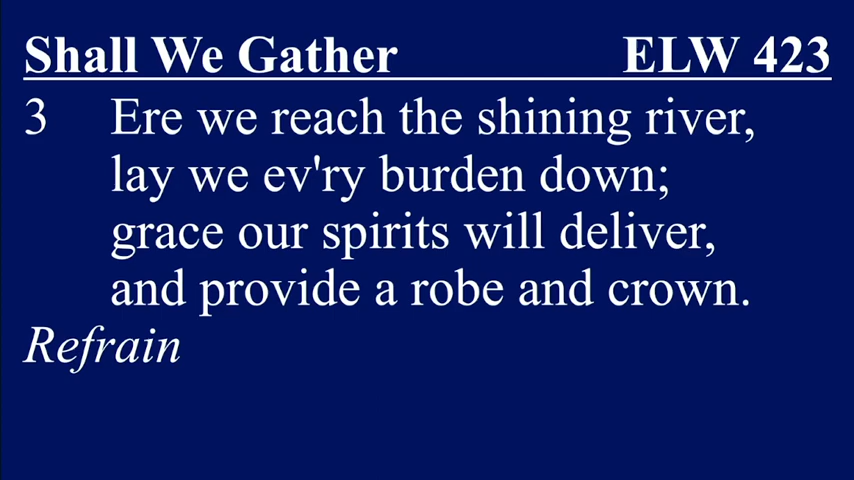 Shall We Gather ELW 423
3 Ere we reach the shining river,
lay we ev'ry burden down;
grace our spirits will deliver,
and provide a robe and crown.
Refrain